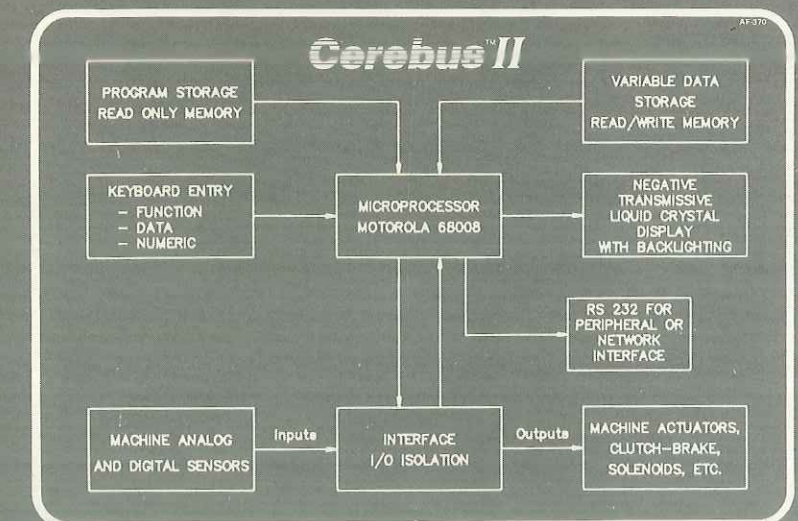 AF-370
Cerebus™ II
PROGRAM STORAGE
READ ONLY MEMORY
VARIABLE DATA
STORAGE
READ/WRITE MEMORY
KEYBOARD ENTRY
– FUNCTION
– DATA
– NUMERIC
MICROPROCESSOR
MOTOROLA 68008
NEGATIVE
TRANSMISSIVE
LIQUID CRYSTAL
DISPLAY
WITH BACKLIGHTING
RS 232 FOR
PERIPHERAL OR
NETWORK
INTERFACE
MACHINE ANALOG
AND DIGITAL SENSORS
Inputs
INTERFACE
I/O ISOLATION
Outputs
MACHINE ACTUATORS,
CLUTCH–BRAKE,
SOLENOIDS, ETC.